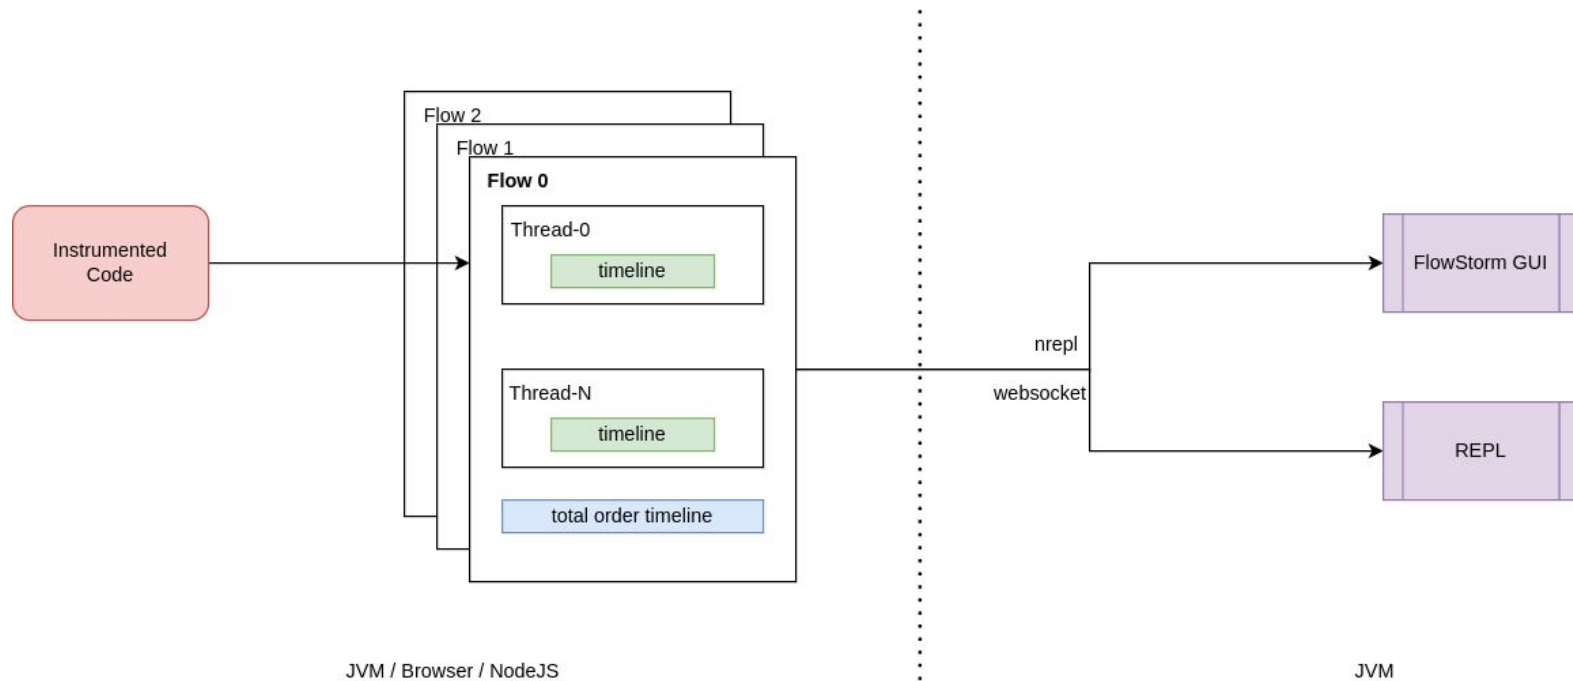 Flow 2
Flow 1
Flow 0
Instrumented
Code
Thread-0
timeline
Thread-N
timeline
total order timeline
nrepl
websocket
FlowStorm GUI
REPL
JVM / Browser / NodeJS
JVM